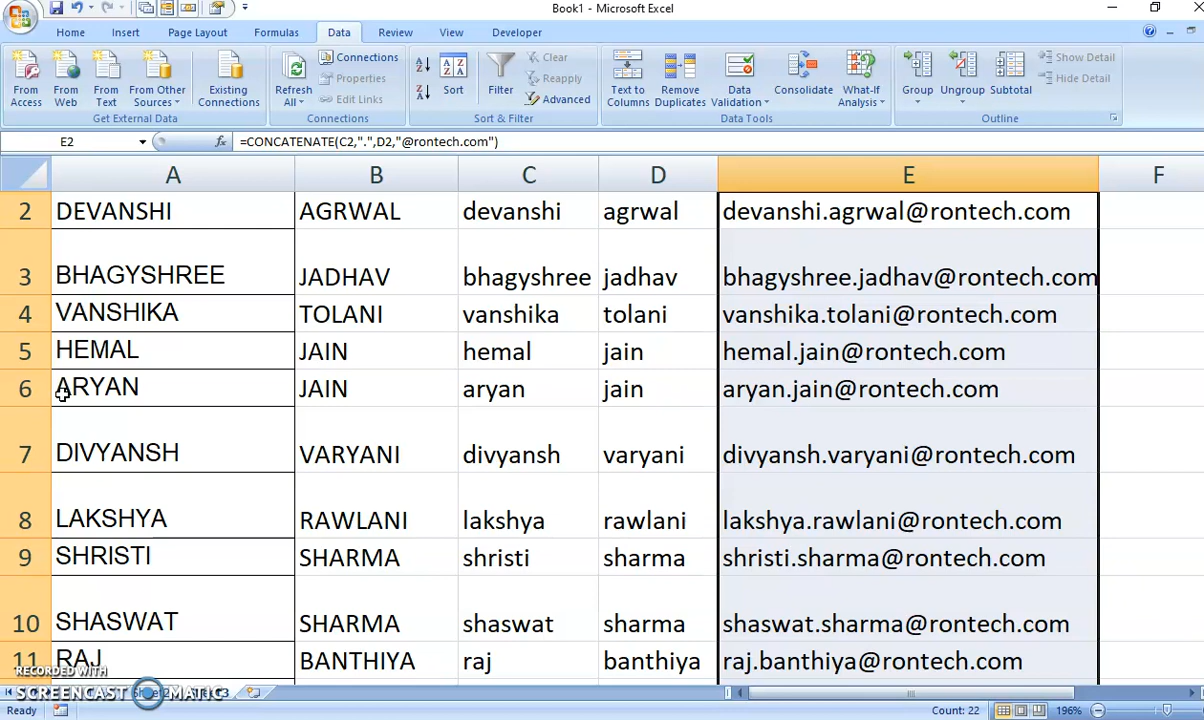 Book1 - Microsoft Excel
Home Insert Page Layout Formulas Data Review View Developer
From Access
From Web
From Text
From Other Sources
Existing Connections
Get External Data
Refresh All
Connections
Properties
Edit Links
Connections
Sort
Filter
Clear
Reapply
Advanced
Sort & Filter
Text to Columns
Remove Duplicates
Data Validation
Consolidate
What-If Analysis
Data Tools
Group
Ungroup
Subtotal
Show Detail
Hide Detail
Outline
E2 fx =CONCATENATE(C2,".",D2,"@rontech.com")
A B C D E F
2 DEVANSHI AGRWAL devanshi agrwal devanshi.agrwal@rontech.com
3 BHAGYSHREE JADHAV bhagyshree jadhav bhagyshree.jadhav@rontech.com
4 VANSHIKA TOLANI vanshika tolani vanshika.tolani@rontech.com
5 HEMAL JAIN hemal jain hemal.jain@rontech.com
6 ARYAN JAIN aryan jain aryan.jain@rontech.com
7 DIVYANSH VARYANI divyansh varyani divyansh.varyani@rontech.com
8 LAKSHYA RAWLANI lakshya rawlani lakshya.rawlani@rontech.com
9 SHRISTI SHARMA shristi sharma shristi.sharma@rontech.com
10 SHASWAT SHARMA shaswat sharma shaswat.sharma@rontech.com
11 RAJ BANTHIYA raj banthiya raj.banthiya@rontech.com
RECORDED WITH
SCREENCAST MATIC
Ready Count: 22 196%